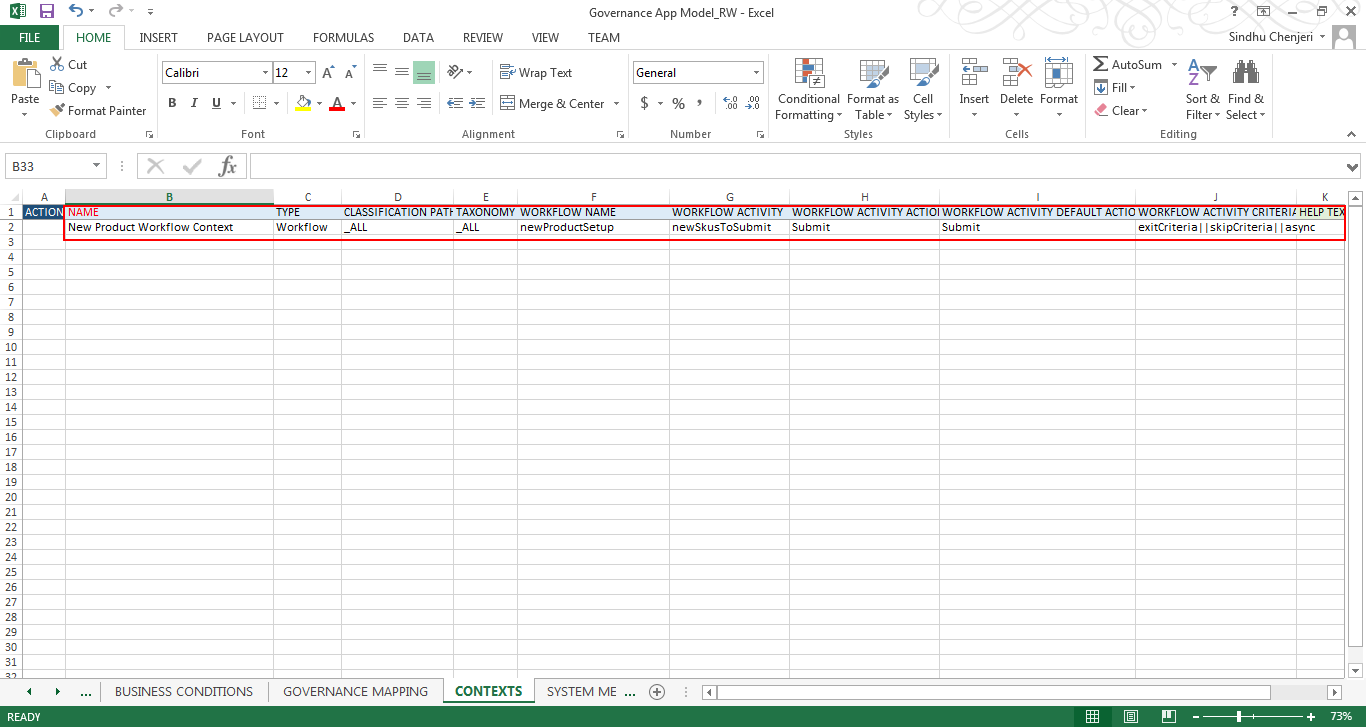 Governance App Model_RW - Excel
?
FILE HOME INSERT PAGE LAYOUT FORMULAS DATA REVIEW VIEW TEAM
Sindhu Chenjeri
Paste
Cut
Copy
Format Painter
Clipboard
Calibri 12
B I U
Font
Wrap Text
Merge & Center
Alignment
General
$ % ,
Number
Conditional Formatting
Format as Table
Cell Styles
Styles
Insert Delete Format
Cells
AutoSum
Fill
Clear
Sort & Filter
Find & Select
Editing
B33
fx
A B C D E F G H I J K
1 ACTION NAME TYPE CLASSIFICATION PATH TAXONOMY WORKFLOW NAME WORKFLOW ACTIVITY WORKFLOW ACTIVITY ACTIO WORKFLOW ACTIVITY DEFAULT ACTIO WORKFLOW ACTIVITY CRITERIA HELP TEX
2 New Product Workflow Context Workflow _ALL _ALL newProductSetup newSkusToSubmit Submit Submit exitCriteria||skipCriteria||async
3
4
5
6
7
8
9
10
11
12
13
14
15
16
17
18
19
20
21
22
23
24
25
26
27
28
29
30
31
32
... BUSINESS CONDITIONS GOVERNANCE MAPPING CONTEXTS SYSTEM ME ...
READY
73%